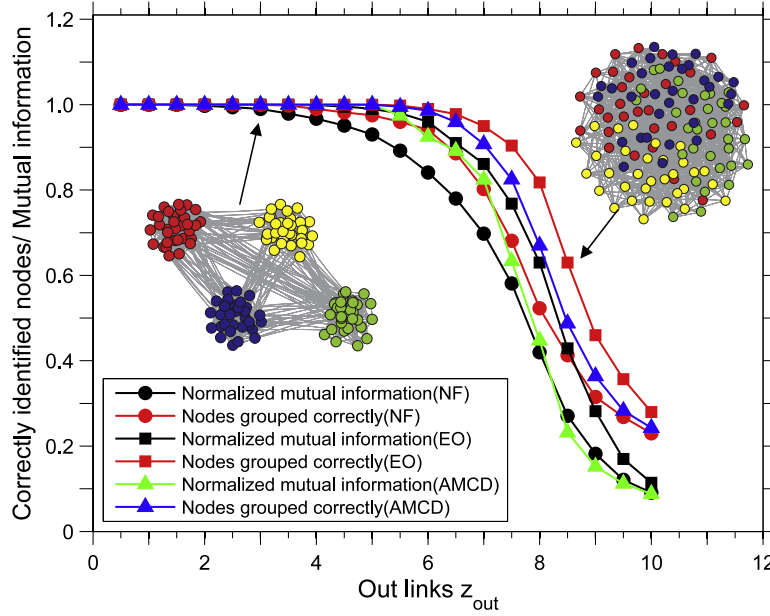 1.2
1.0
0.8
0.6
0.4
0.2
0
Correctly identified nodes/ Mutual information
Normalized mutual information(NF)
Nodes grouped correctly(NF)
Normalized mutual information(EO)
Nodes grouped correctly(EO)
Normalized mutual information(AMCD)
Nodes grouped correctly(AMCD)
0 2 4 6 8 10 12
Out links z_out